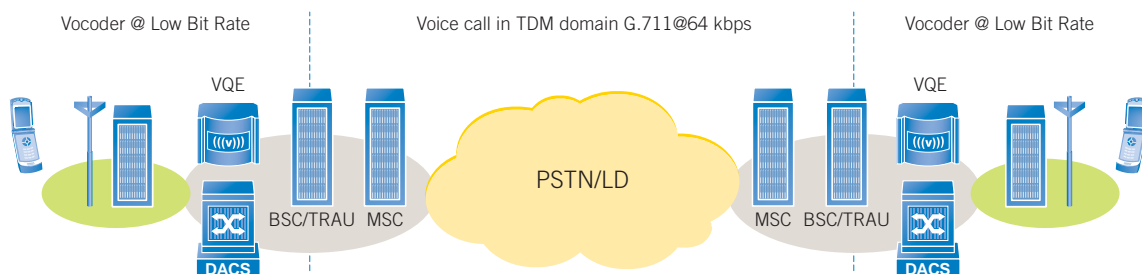 Vocoder @ Low Bit Rate
Voice call in TDM domain G.711@64 kbps
Vocoder @ Low Bit Rate
VQE
VQE
(((v)))
(((v)))
PSTN/LD
BSC/TRAU
MSC
MSC
BSC/TRAU
DACS
DACS